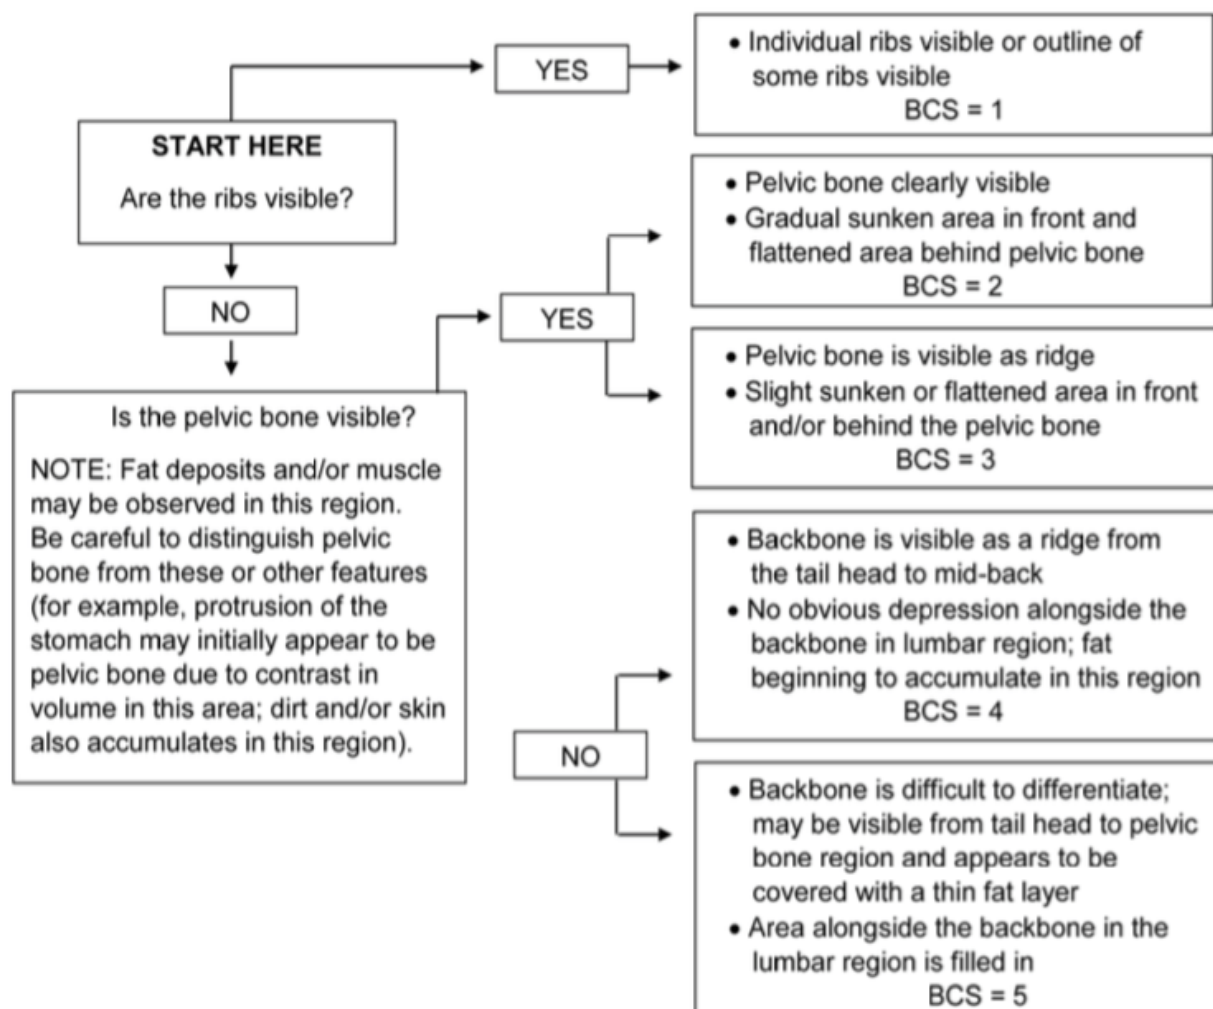 YES
• Individual ribs visible or outline of
some ribs visible
BCS = 1
START HERE
Are the ribs visible?
NO
YES
• Pelvic bone clearly visible
• Gradual sunken area in front and
flattened area behind pelvic bone
BCS = 2
• Pelvic bone is visible as ridge
• Slight sunken or flattened area in front
and/or behind the pelvic bone
BCS = 3
Is the pelvic bone visible?
NOTE: Fat deposits and/or muscle
may be observed in this region.
Be careful to distinguish pelvic
bone from these or other features
(for example, protrusion of the
stomach may initially appear to be
pelvic bone due to contrast in
volume in this area; dirt and/or skin
also accumulates in this region).
NO
• Backbone is visible as a ridge from
the tail head to mid-back
• No obvious depression alongside the
backbone in lumbar region; fat
beginning to accumulate in this region
BCS = 4
• Backbone is difficult to differentiate;
may be visible from tail head to pelvic
bone region and appears to be
covered with a thin fat layer
• Area alongside the backbone in the
lumbar region is filled in
BCS = 5